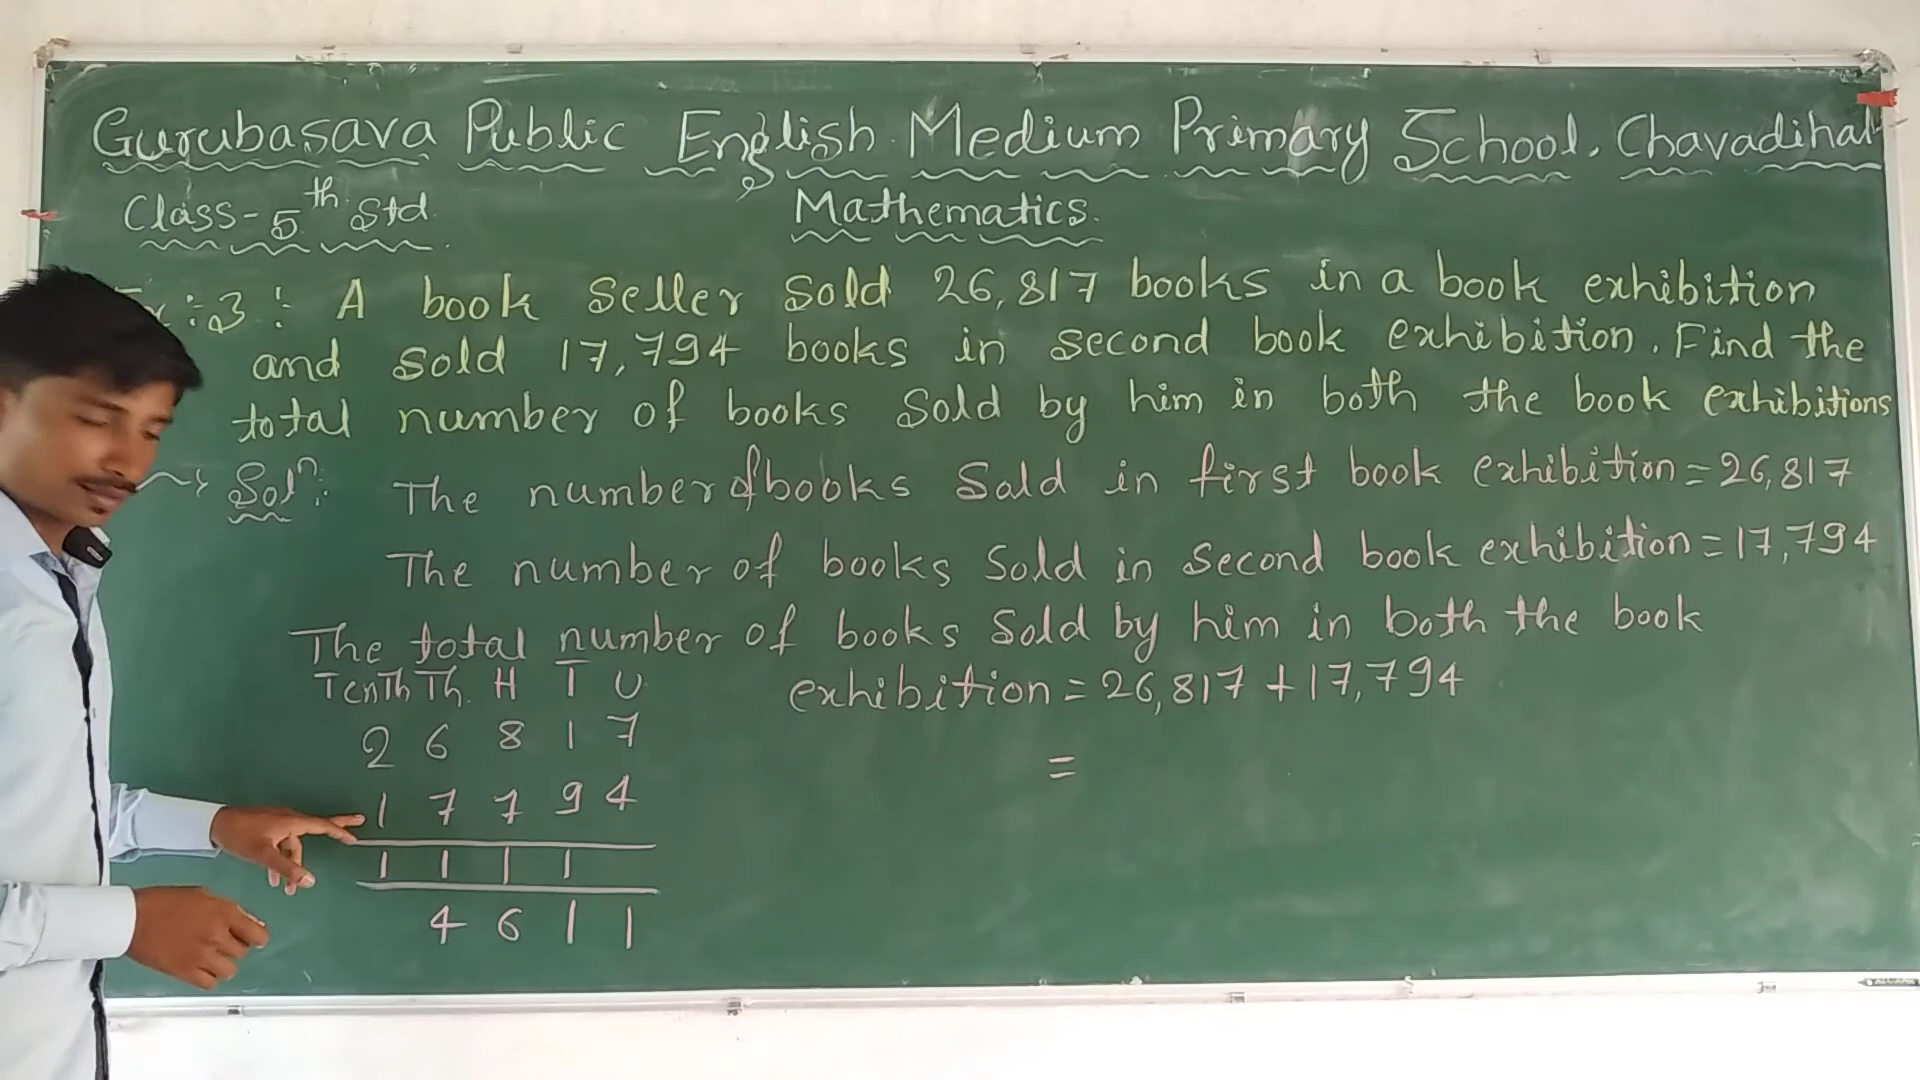 Gurubasava Public English Medium Primary School, Chavadihal
Class-5th Std.
Mathematics.
:3:- A book seller sold 26,817 books in a book exhibition
and sold 17,794 books in second book exhibition. Find the
total number of books sold by him in both the book exhibitions
Solⁿ: The number of books Sold in first book exhibition = 26,817
The number of books Sold in Second book exhibition = 17,794
The total number of books Sold by him in both the book
exhibition = 26,817 + 17,794
=
TenTh Th. H T U
2 6 8 1 7
1 7 7 9 4
1 1 1 1
4 6 1 1